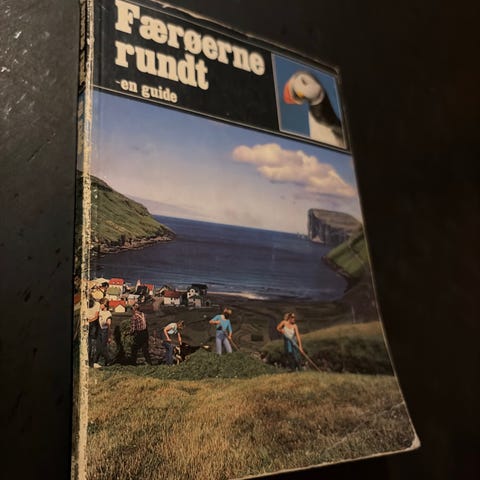 Færøerne
rundt
-en guide